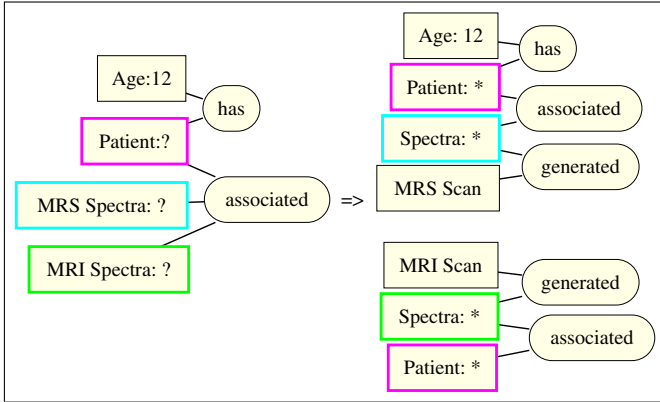 Age:12
has
Patient:?
MRS Spectra: ?
associated
MRI Spectra: ?
=>
Age: 12
has
Patient: *
associated
Spectra: *
generated
MRS Scan
MRI Scan
generated
Spectra: *
associated
Patient: *